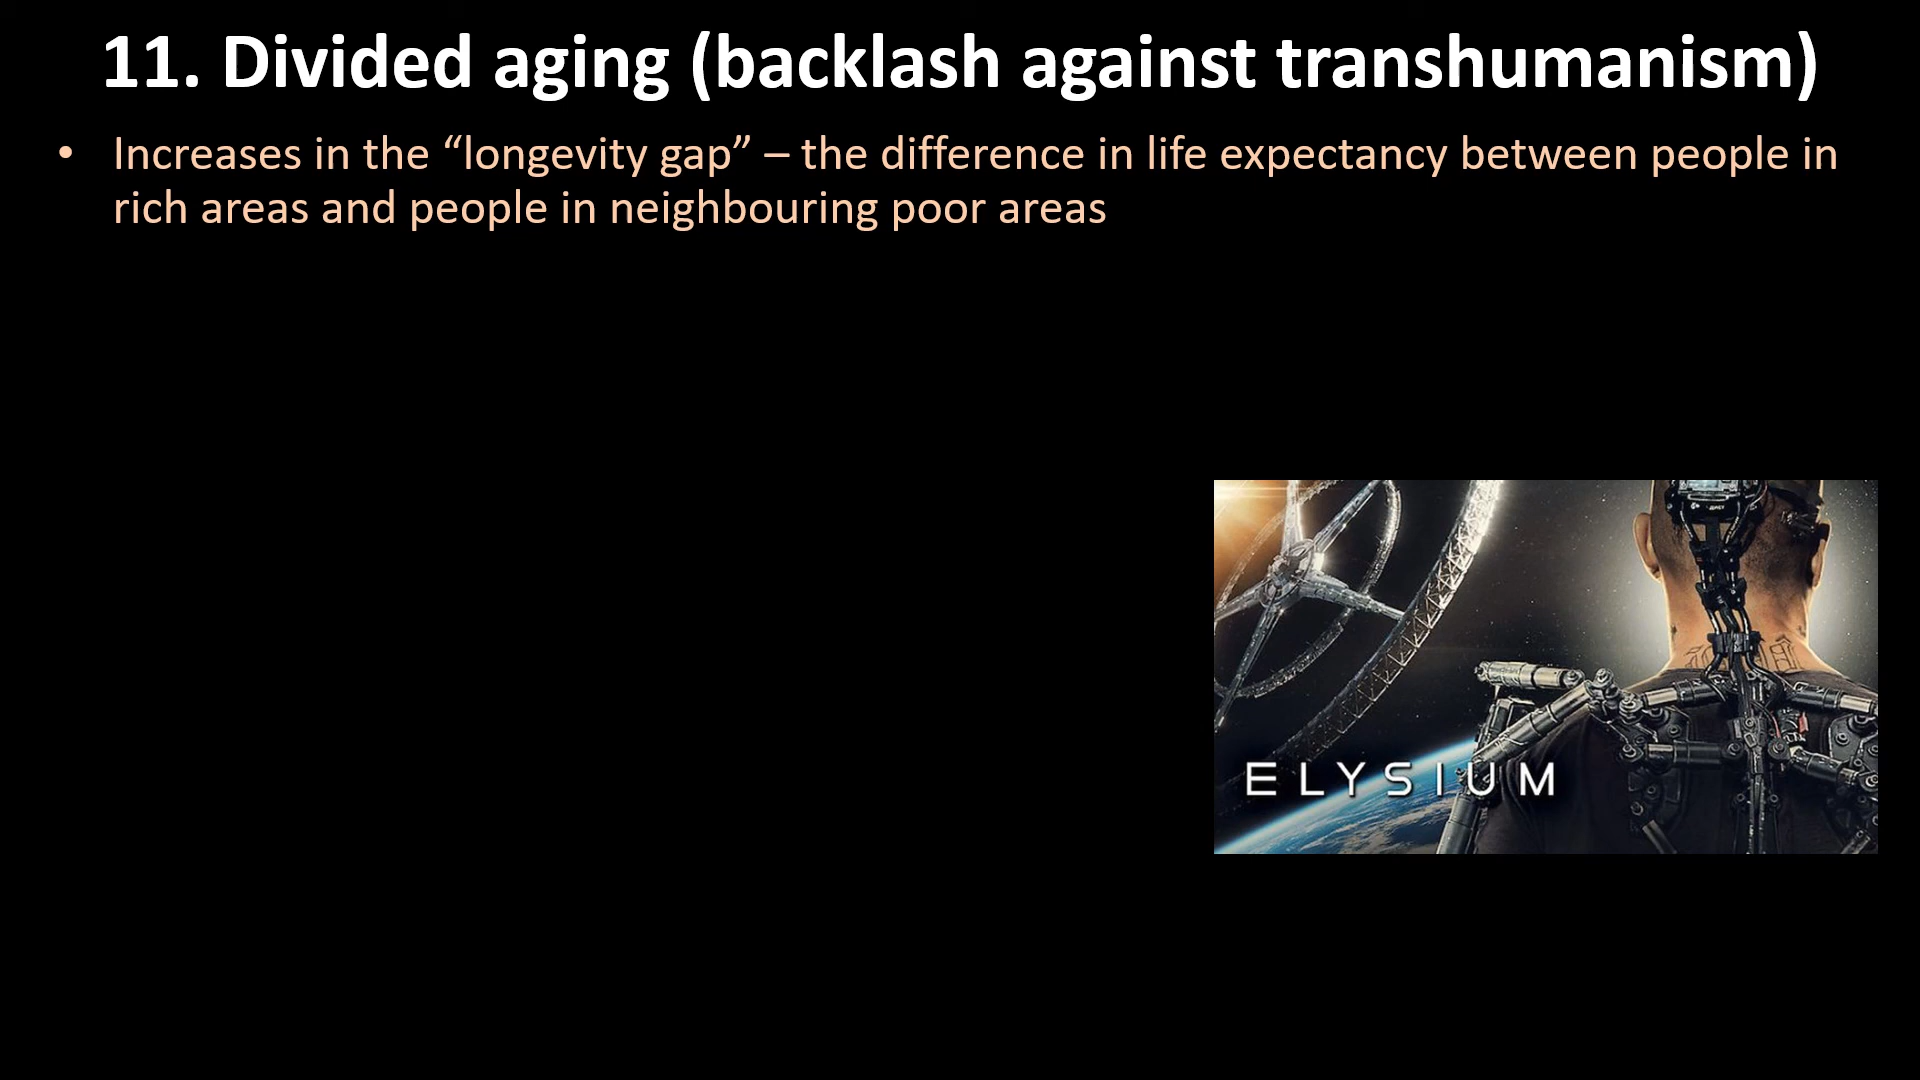 11. Divided aging (backlash against transhumanism)
• Increases in the “longevity gap” – the difference in life expectancy between people in
rich areas and people in neighbouring poor areas
ELYSIUM